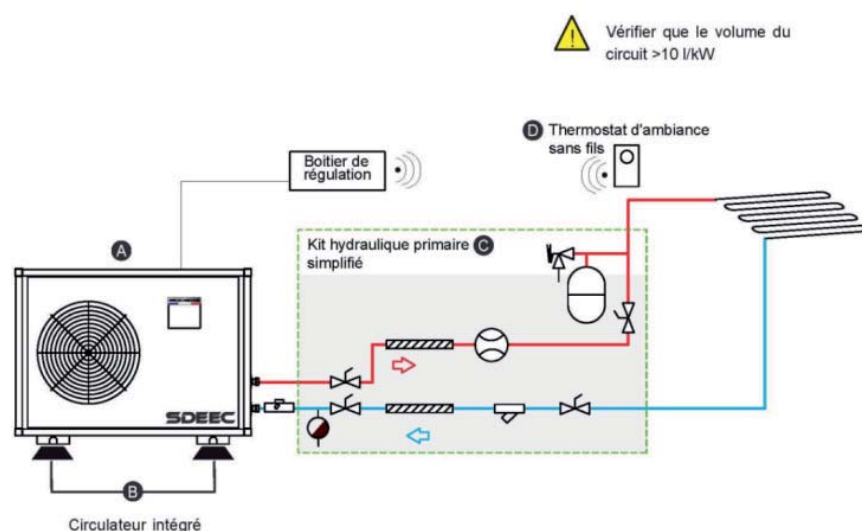 Vérifier que le volume du
circuit >10 l/kW
D Thermostat d'ambiance
sans fils
Boitier de
régulation
A
Kit hydraulique primaire C
simplifié
SDEEC
B
Circulateur intégré